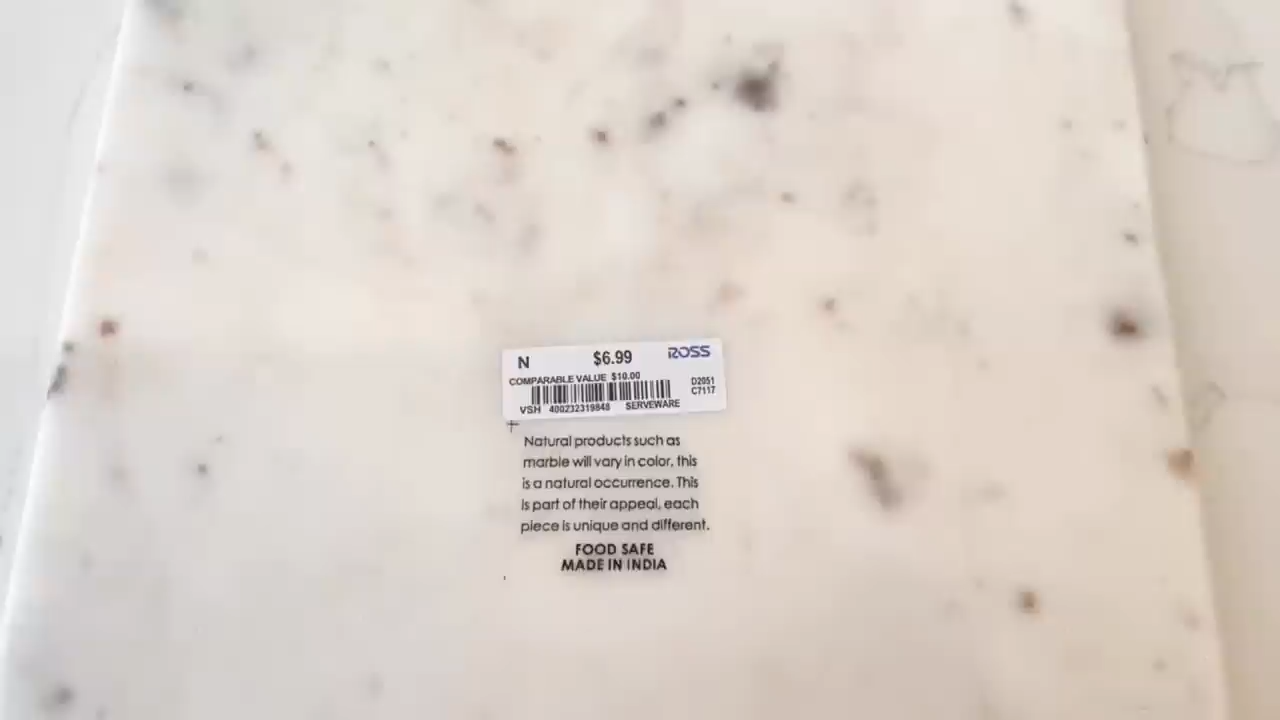 N $6.99 ROSS
COMPARABLE VALUE $10.00
D2051
C7117
VSH 400232319848 SERVEWARE
Natural products such as
marble will vary in color, this
is a natural occurrence. This
is part of their appeal, each
piece is unique and different.
FOOD SAFE
MADE IN INDIA